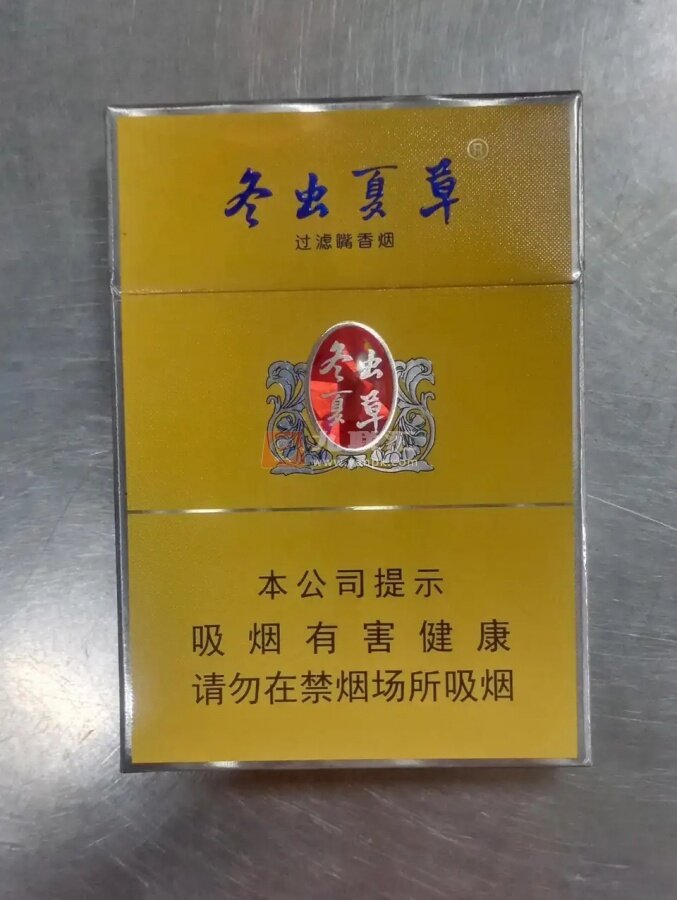 冬虫夏草®
过滤嘴香烟
冬虫
夏草
本公司提示
吸烟有害健康
请勿在禁烟场所吸烟